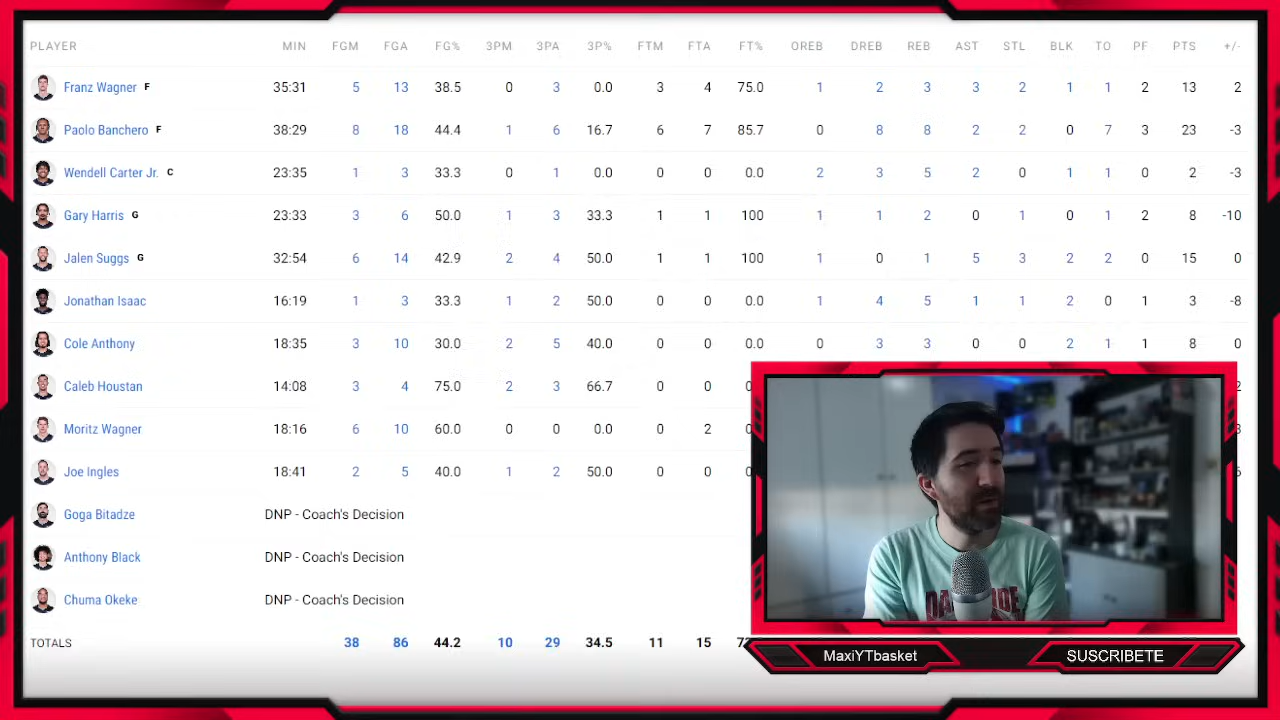 PLAYER MIN FGM FGA FG% 3PM 3PA 3P% FTM FTA FT% OREB DREB REB AST STL BLK TO PF PTS +/-
Franz Wagner F 35:31 5 13 38.5 0 3 0.0 3 4 75.0 1 2 3 3 2 1 1 2 13 2
Paolo Banchero F 38:29 8 18 44.4 1 6 16.7 6 7 85.7 0 8 8 2 2 0 7 3 23 -3
Wendell Carter Jr. C 23:35 1 3 33.3 0 1 0.0 0 0 0.0 2 3 5 2 0 1 1 0 2 -3
Gary Harris G 23:33 3 6 50.0 1 3 33.3 1 1 100 1 1 2 0 1 0 1 2 8 -10
Jalen Suggs G 32:54 6 14 42.9 2 4 50.0 1 1 100 1 0 1 5 3 2 2 0 15 0
Jonathan Isaac 16:19 1 3 33.3 1 2 50.0 0 0 0.0 1 4 5 1 1 2 0 1 3 -8
Cole Anthony 18:35 3 10 30.0 2 5 40.0 0 0 0.0 0 3 3 0 0 2 1 1 8 0
Caleb Houstan 14:08 3 4 75.0 2 3 66.7 0 0
Moritz Wagner 18:16 6 10 60.0 0 0 0.0 0 2
Joe Ingles 18:41 2 5 40.0 1 2 50.0 0 0
Goga Bitadze DNP - Coach's Decision
Anthony Black DNP - Coach's Decision
Chuma Okeke DNP - Coach's Decision
TOTALS 38 86 44.2 10 29 34.5 11 15
MaxiYTbasket
SUSCRIBETE